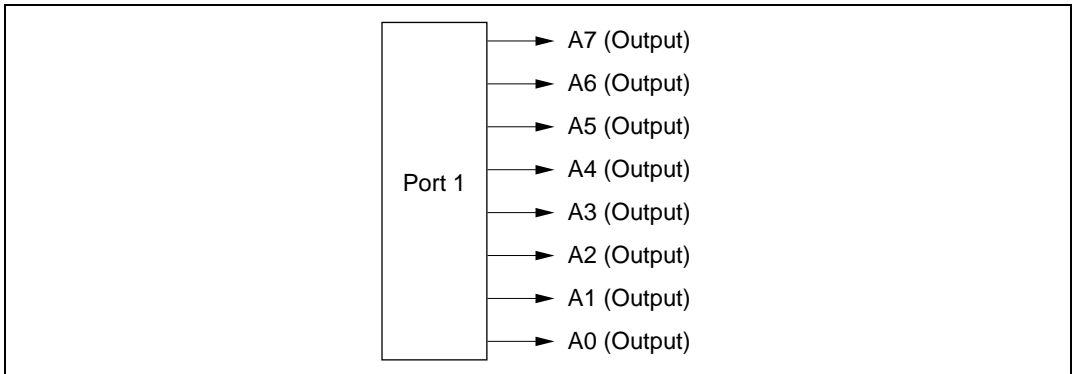 A7 (Output)
A6 (Output)
A5 (Output)
A4 (Output)
Port 1
A3 (Output)
A2 (Output)
A1 (Output)
A0 (Output)